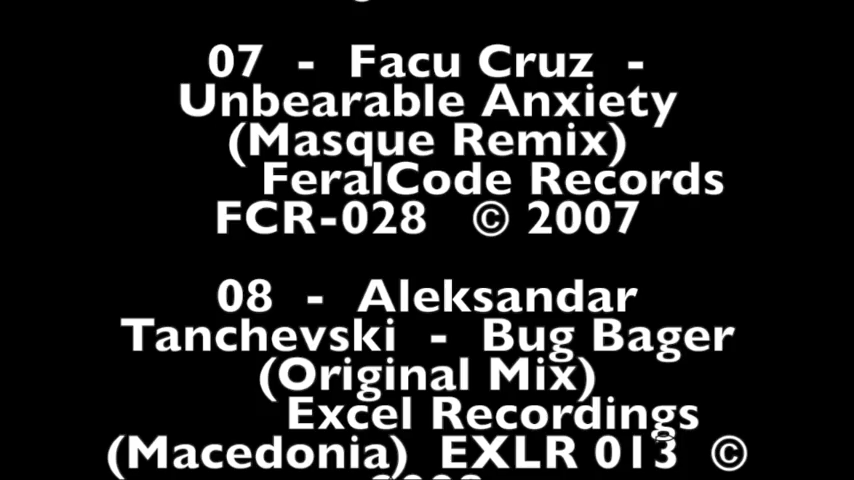 07 - Facu Cruz -
Unbearable Anxiety
(Masque Remix)
FeralCode Records
FCR-028 © 2007
08 - Aleksandar
Tanchevski - Bug Bager
(Original Mix)
Excel Recordings
(Macedonia) EXLR 013 ©